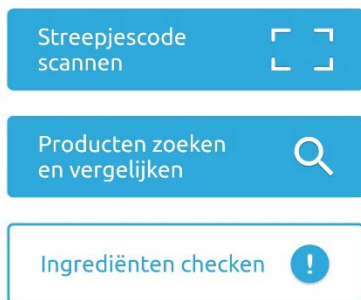 Streepjescode
scannen
Producten zoeken
en vergelijken
Ingrediënten checken
!